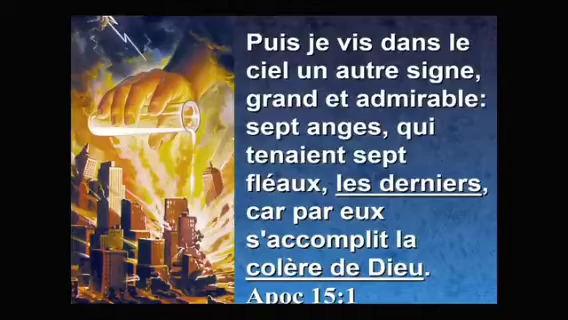 Puis je vis dans le
ciel un autre signe,
grand et admirable:
sept anges, qui
tenaient sept
fléaux, les derniers,
car par eux
s'accomplit la
colère de Dieu.
Apoc 15:1